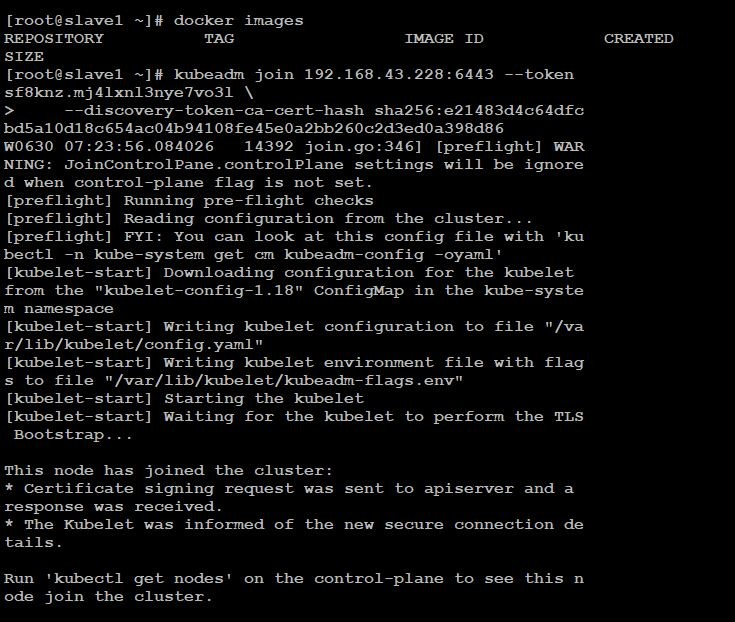 [root@slave1 ~]# docker images
REPOSITORY          TAG                 IMAGE ID            CREATED
SIZE
[root@slave1 ~]# kubeadm join 192.168.43.228:6443 --token
sf8knz.mj4lxnl3nye7vo3l \
>     --discovery-token-ca-cert-hash sha256:e21483d4c64dfc
bd5a10d18c654ac04b94108fe45e0a2bb260c2d3ed0a398d86
W0630 07:23:56.084026   14392 join.go:346] [preflight] WAR
NING: JoinControlPane.controlPlane settings will be ignore
d when control-plane flag is not set.
[preflight] Running pre-flight checks
[preflight] Reading configuration from the cluster...
[preflight] FYI: You can look at this config file with 'ku
bectl -n kube-system get cm kubeadm-config -oyaml'
[kubelet-start] Downloading configuration for the kubelet
from the "kubelet-config-1.18" ConfigMap in the kube-syste
m namespace
[kubelet-start] Writing kubelet configuration to file "/va
r/lib/kubelet/config.yaml"
[kubelet-start] Writing kubelet environment file with flag
s to file "/var/lib/kubelet/kubeadm-flags.env"
[kubelet-start] Starting the kubelet
[kubelet-start] Waiting for the kubelet to perform the TLS
 Bootstrap...

This node has joined the cluster:
* Certificate signing request was sent to apiserver and a
response was received.
* The Kubelet was informed of the new secure connection de
tails.

Run 'kubectl get nodes' on the control-plane to see this n
ode join the cluster.